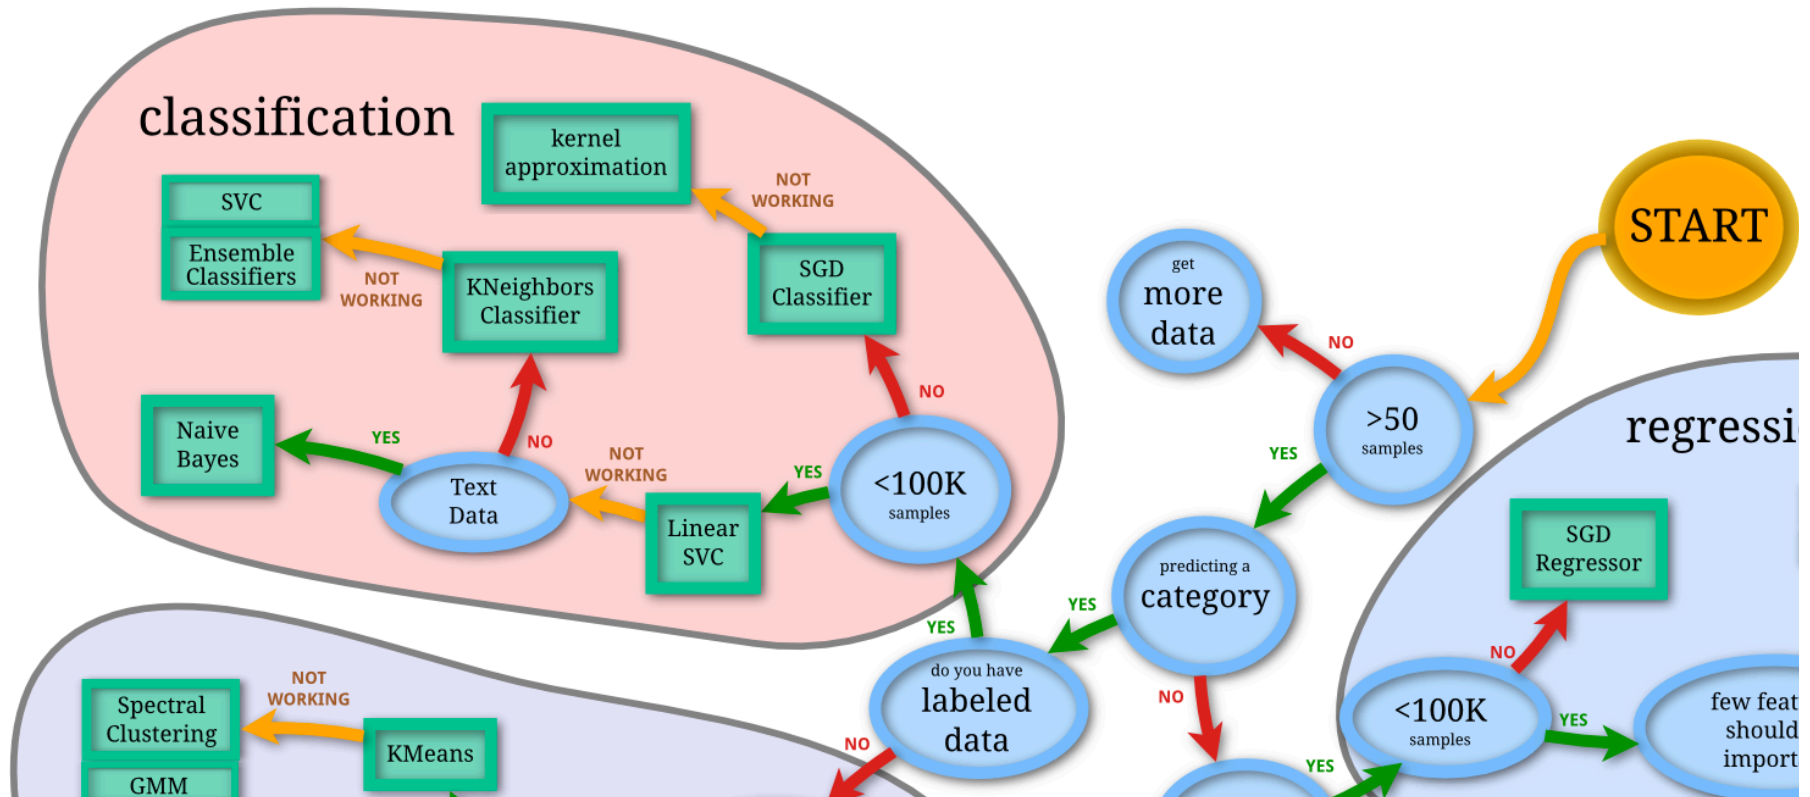 classification
kernel
approximation
NOT
WORKING
SVC
Ensemble
Classifiers
NOT
WORKING
KNeighbors
Classifier
SGD
Classifier
NO
Naive
Bayes
YES
NO
Text
Data
NOT
WORKING
Linear
SVC
YES
<100K
samples
YES
START
get
more
data
NO
>50
samples
YES
predicting a
category
YES
NO
do you have
labeled
data
NO
regressi
SGD
Regressor
NO
<100K
samples
YES
few feat
should
import
YES
Spectral
Clustering
GMM
NOT
WORKING
KMeans